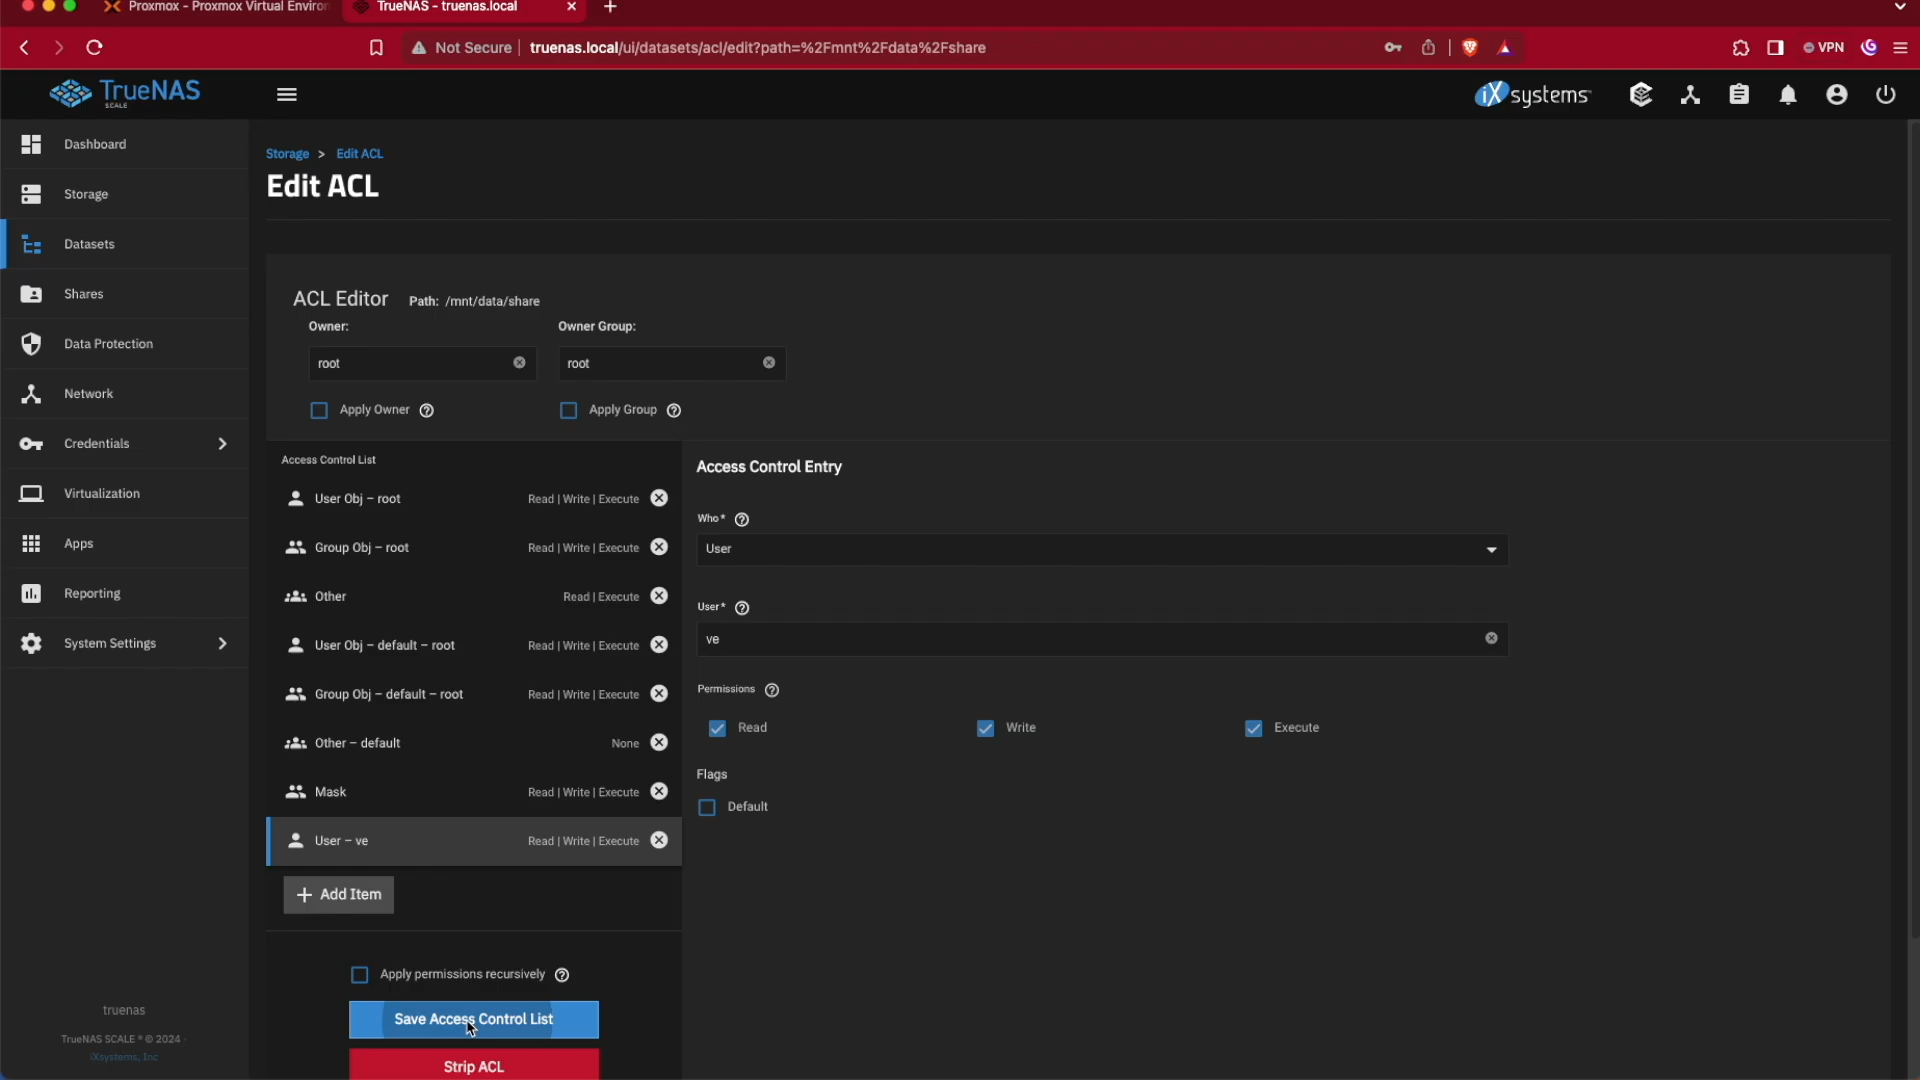 Proxmox - Proxmox Virtual Environ
TrueNAS - truenas.local
Not Secure
truenas.local/ui/datasets/acl/edit?path=%2Fmnt%2Fdata%2Fshare
VPN
TrueNAS
SCALE
iXsystems
Dashboard
Storage
Datasets
Shares
Data Protection
Network
Credentials
Virtualization
Apps
Reporting
System Settings
truenas
TrueNAS SCALE ® © 2024 -
iXsystems, Inc
Storage > Edit ACL
Edit ACL
ACL Editor Path: /mnt/data/share
Owner: Owner Group:
root root
Apply Owner Apply Group
Access Control List
User Obj – root Read | Write | Execute
Group Obj – root Read | Write | Execute
Other Read | Execute
User Obj – default – root Read | Write | Execute
Group Obj – default – root Read | Write | Execute
Other – default None
Mask Read | Write | Execute
User – ve Read | Write | Execute
+ Add Item
Apply permissions recursively
Save Access Control List
Strip ACL
Access Control Entry
Who*
User
User*
ve
Permissions
Read Write Execute
Flags
Default